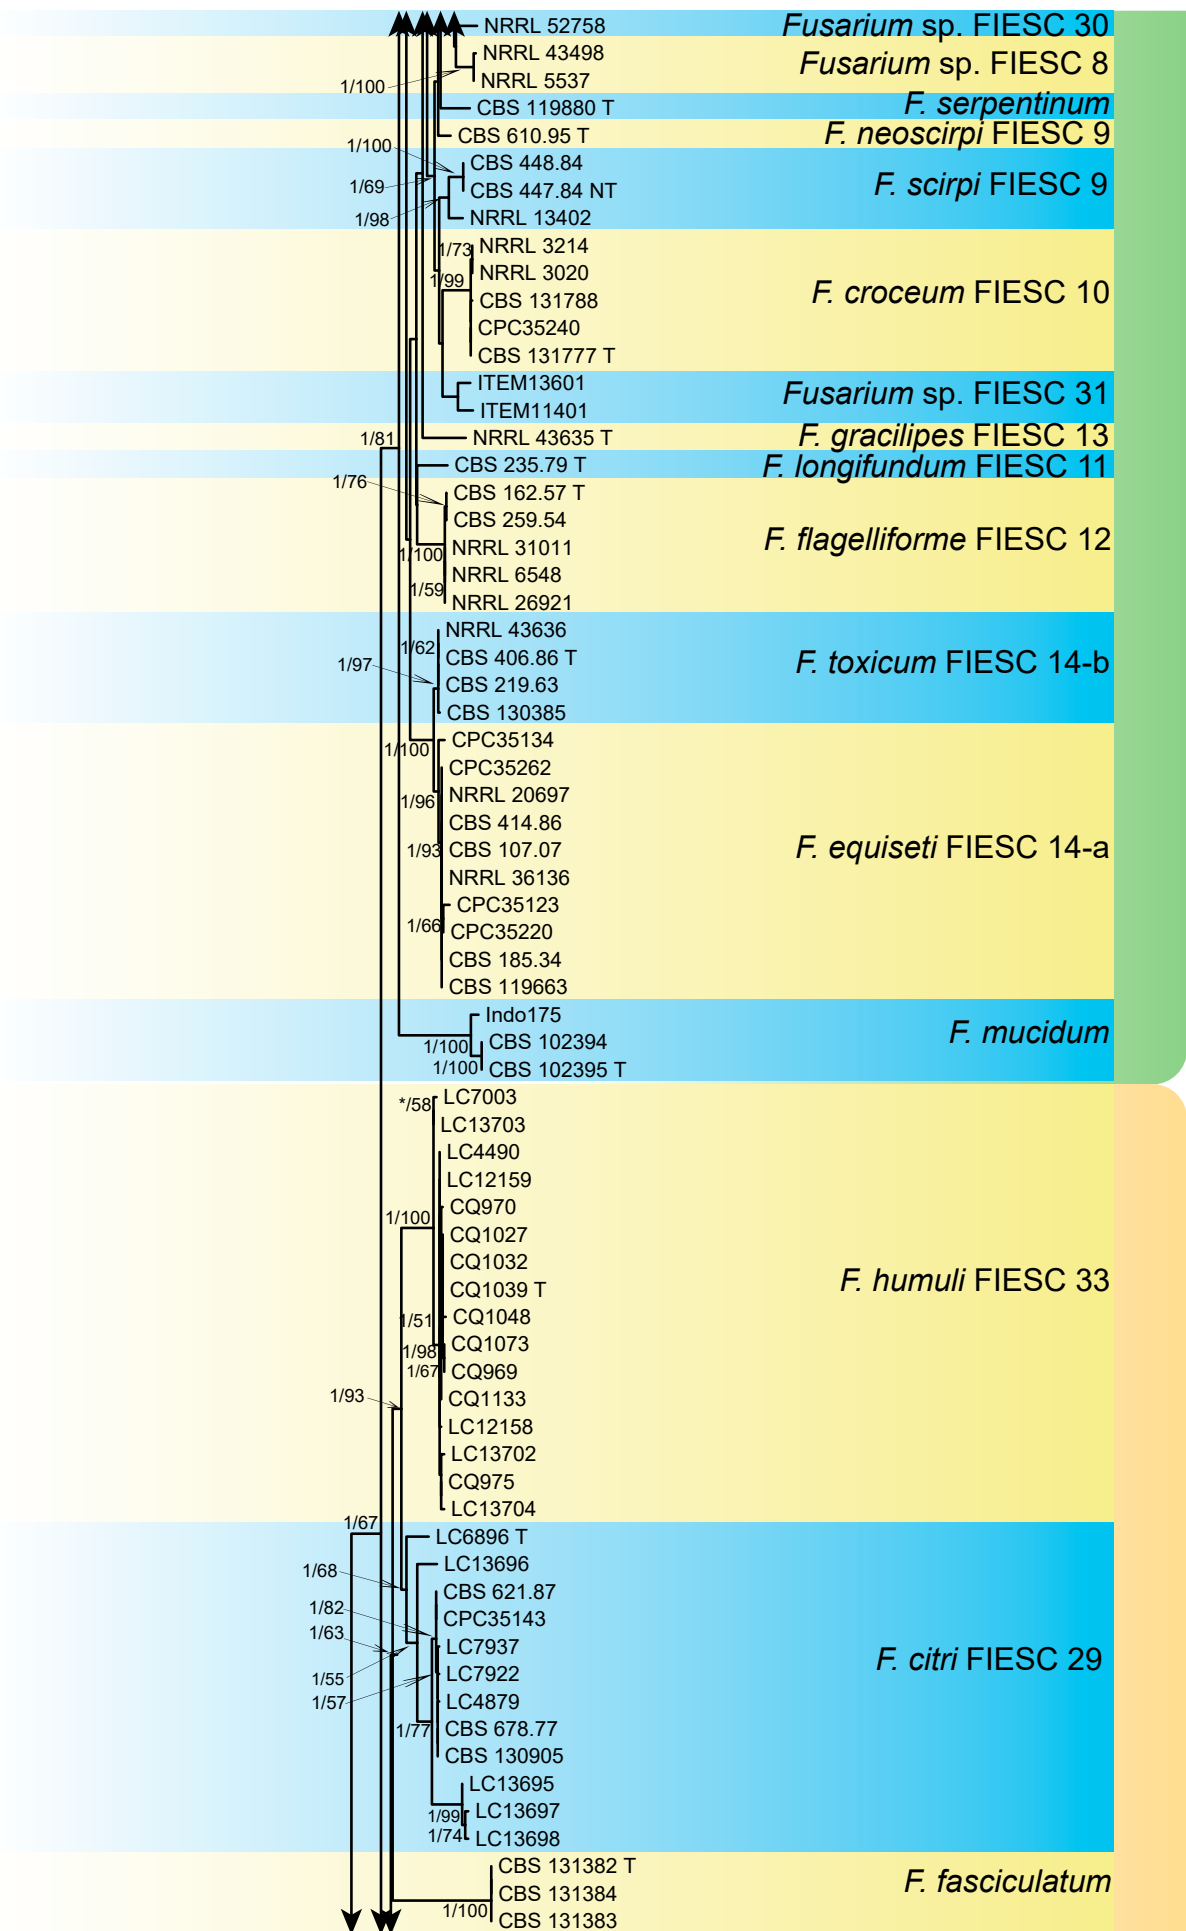 NRRL 52758 Fusarium sp. FIESC 30
NRRL 43498
Fusarium sp. FIESC 8
1/100 NRRL 5537
CBS 119880 T F. serpentinum
CBS 610.95 T F. neoscirpi FIESC 9
1/100
CBS 448.84
1/69 CBS 447.84 NT F. scirpi FIESC 9
1/98 NRRL 13402
1/73 NRRL 3214
1/99 NRRL 3020
CBS 131788 F. croceum FIESC 10
CPC35240
CBS 131777 T
ITEM13601
Fusarium sp. FIESC 31
ITEM11401
1/81 NRRL 43635 T F. gracilipes FIESC 13
CBS 235.79 T F. longifundum FIESC 11
1/76
CBS 162.57 T
CBS 259.54
F. flagelliforme FIESC 12
1/100 NRRL 31011
1/59 NRRL 6548
NRRL 26921
NRRL 43636
1/62
1/97 CBS 406.86 T F. toxicum FIESC 14-b
CBS 219.63
CBS 130385
1/100 CPC35134
CPC35262
1/96 NRRL 20697
CBS 414.86
1/93 CBS 107.07 F. equiseti FIESC 14-a
NRRL 36136
CPC35123
1/66 CPC35220
CBS 185.34
CBS 119663
Indo175
F. mucidum
1/100 CBS 102394
1/100 CBS 102395 T
*/58 LC7003
LC13703
LC4490
LC12159
1/100 CQ970
CQ1027
CQ1032
F. humuli FIESC 33
CQ1039 T
1/51 CQ1048
1/98 CQ1073
1/67 CQ969
1/93 CQ1133
LC12158
LC13702
CQ975
LC13704
1/67
LC6896 T
1/68 LC13696
CBS 621.87
1/82 CPC35143
1/63
LC7937
F. citri FIESC 29
1/55 LC7922
1/57 LC4879
1/77 CBS 678.77
CBS 130905
LC13695
1/99 LC13697
1/74 LC13698
CBS 131382 T
F. fasciculatum
CBS 131384
1/100 CBS 131383